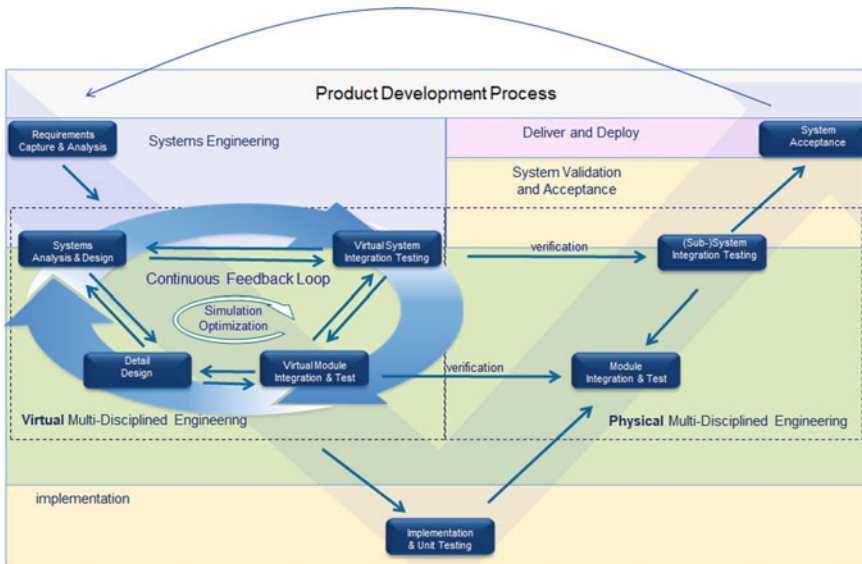 Product Development Process
Requirements
Capture & Analysis
Systems Engineering
Deliver and Deploy
System
Acceptance
System Validation
and Acceptance
Systems
Analysis & Design
Virtual System
Integration Testing
verification
(Sub-)System
Integration Testing
Continuous Feedback Loop
Simulation
Optimization
Detail
Design
Virtual Module
Integration & Test
verification
Module
Integration & Test
Virtual Multi-Disciplined Engineering
Physical Multi-Disciplined Engineering
implementation
Implementation
& Unit Testing